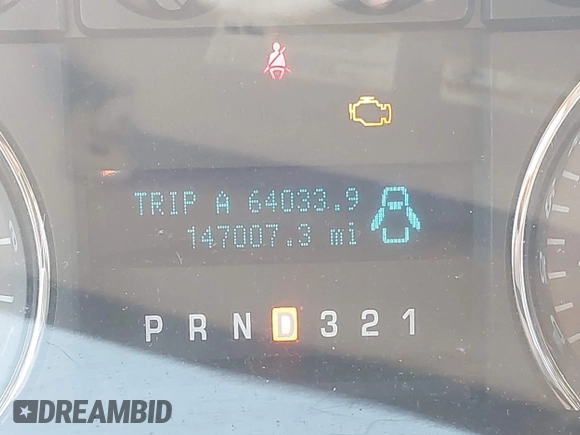 TRIP A 64033.9
147007.3 mi
P R N D 3 2 1
DREAMBID